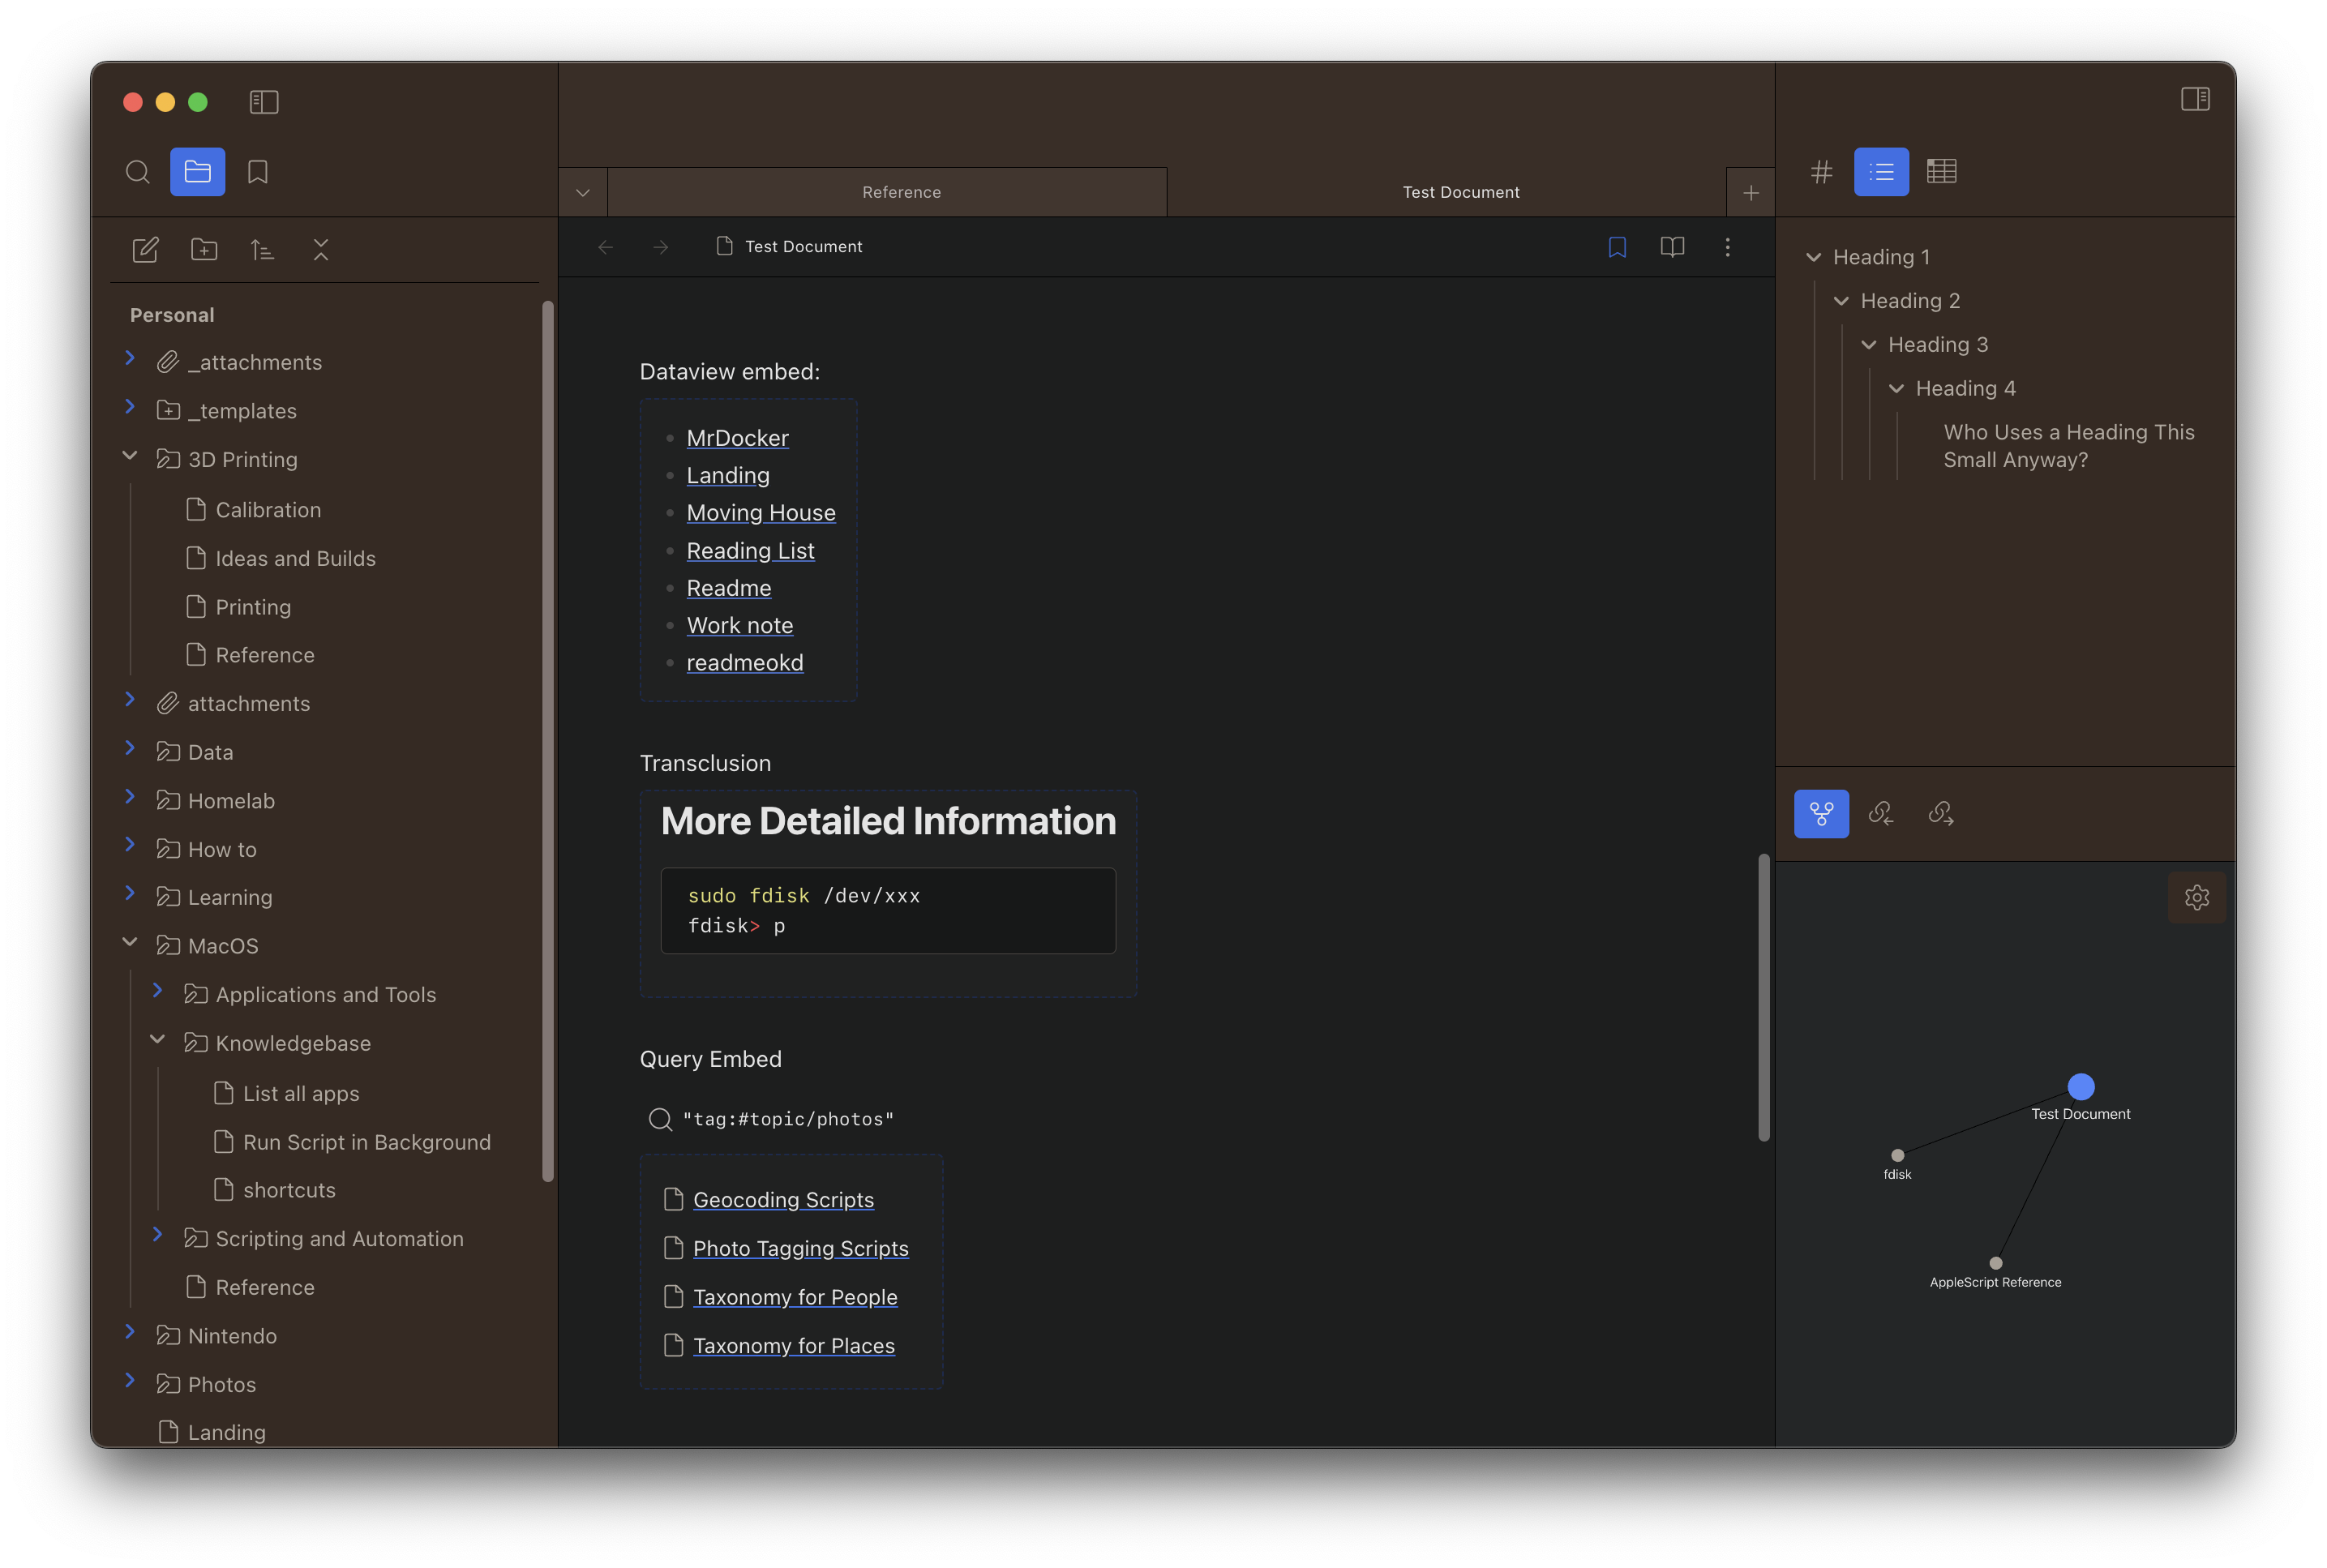 Personal
_attachments
_templates
3D Printing
Calibration
Ideas and Builds
Printing
Reference
attachments
Data
Homelab
How to
Learning
MacOS
Applications and Tools
Knowledgebase
List all apps
Run Script in Background
shortcuts
Scripting and Automation
Reference
Nintendo
Photos
Landing
Reference
Test Document
Test Document
Dataview embed:
MrDocker
Landing
Moving House
Reading List
Readme
Work note
readmeokd
Transclusion
More Detailed Information
sudo fdisk /dev/xxx
fdisk> p
Query Embed
"tag:#topic/photos"
Geocoding Scripts
Photo Tagging Scripts
Taxonomy for People
Taxonomy for Places
Heading 1
Heading 2
Heading 3
Heading 4
Who Uses a Heading This
Small Anyway?
Test Document
fdisk
AppleScript Reference